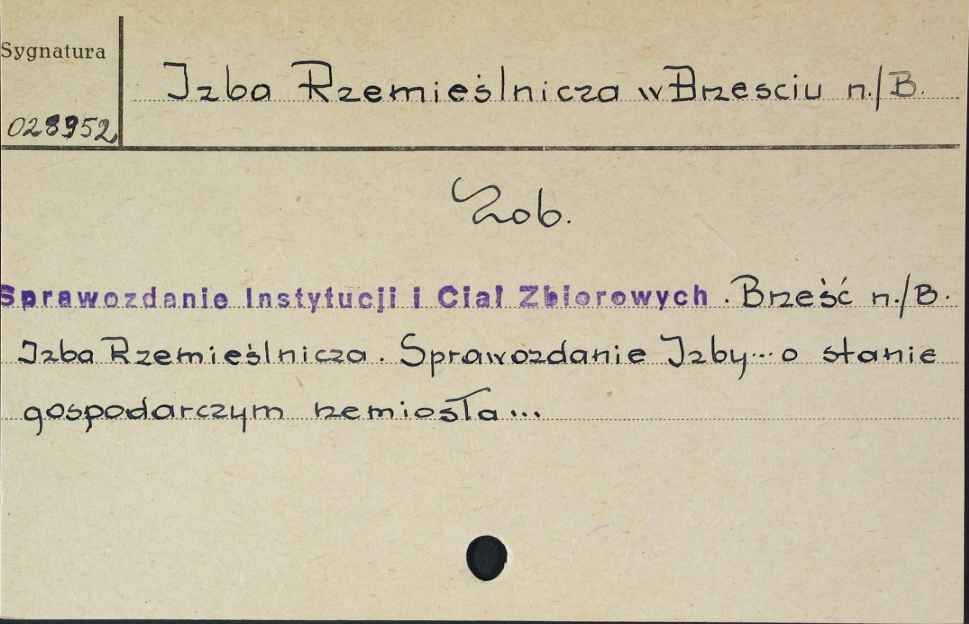 Sygnatura
Izba Rzemieślnicza w Brzesciu n./B.
028952
Zob.
Sprawozdanie Instytucji i Ciał Zbiorowych. Brześć n./B.
Izba Rzemieślnicza. Sprawozdanie Izby... o stanie
gospodarczym rzemiosła...